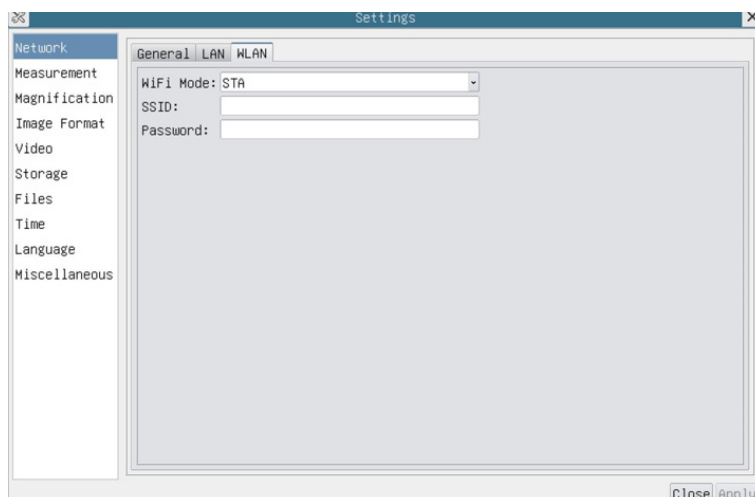 Settings
Network
Measurement
Magnification
Image Format
Video
Storage
Files
Time
Language
Miscellaneous
General LAN WLAN
WiFi Mode: STA
SSID:
Password:
Close Apply